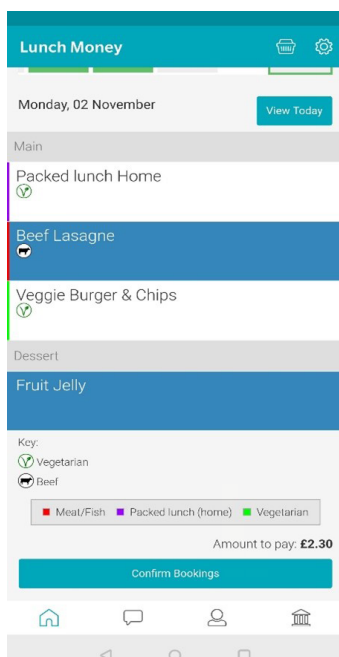 Lunch Money
Monday, 02 November
View Today
Main
Packed lunch Home
Beef Lasagne
Veggie Burger & Chips
Dessert
Fruit Jelly
Key:
Vegetarian
Beef
Meat/Fish Packed lunch (home) Vegetarian
Amount to pay: £2.30
Confirm Bookings